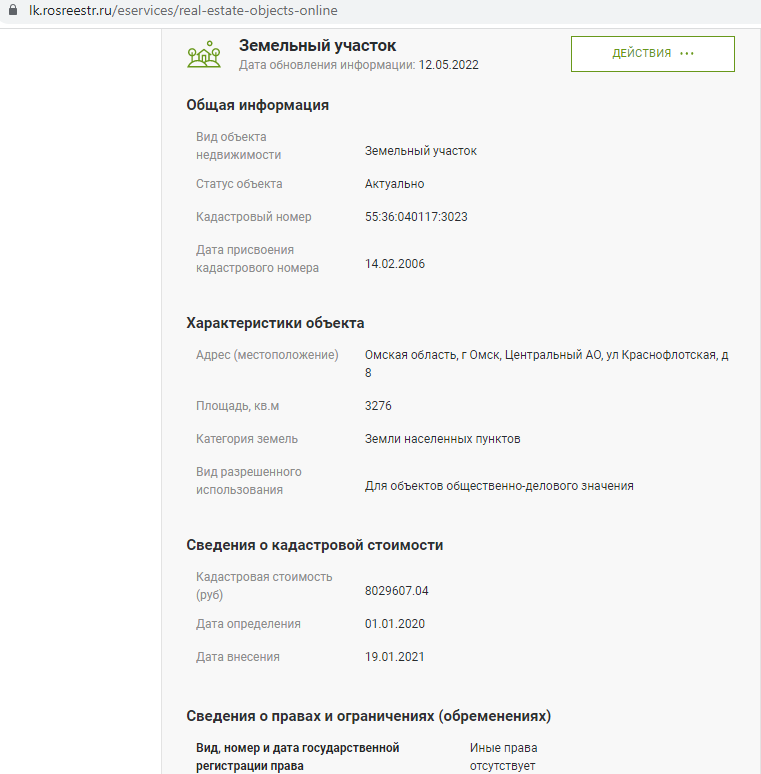 lk.rosreestr.ru/eservices/real-estate-objects-online
Земельный участок
Дата обновления информации: 12.05.2022
ДЕЙСТВИЯ •••
Общая информация
Вид объекта
недвижимости
Земельный участок
Статус объекта
Актуально
Кадастровый номер
55:36:040117:3023
Дата присвоения
кадастрового номера
14.02.2006
Характеристики объекта
Адрес (местоположение)
Омская область, г Омск, Центральный АО, ул Краснофлотская, д
8
Площадь, кв.м
3276
Категория земель
Земли населенных пунктов
Вид разрешенного
использования
Для объектов общественно-делового значения
Сведения о кадастровой стоимости
Кадастровая стоимость
(руб)
8029607.04
Дата определения
01.01.2020
Дата внесения
19.01.2021
Сведения о правах и ограничениях (обременениях)
Вид, номер и дата государственной
регистрации права
Иные права
отсутствует